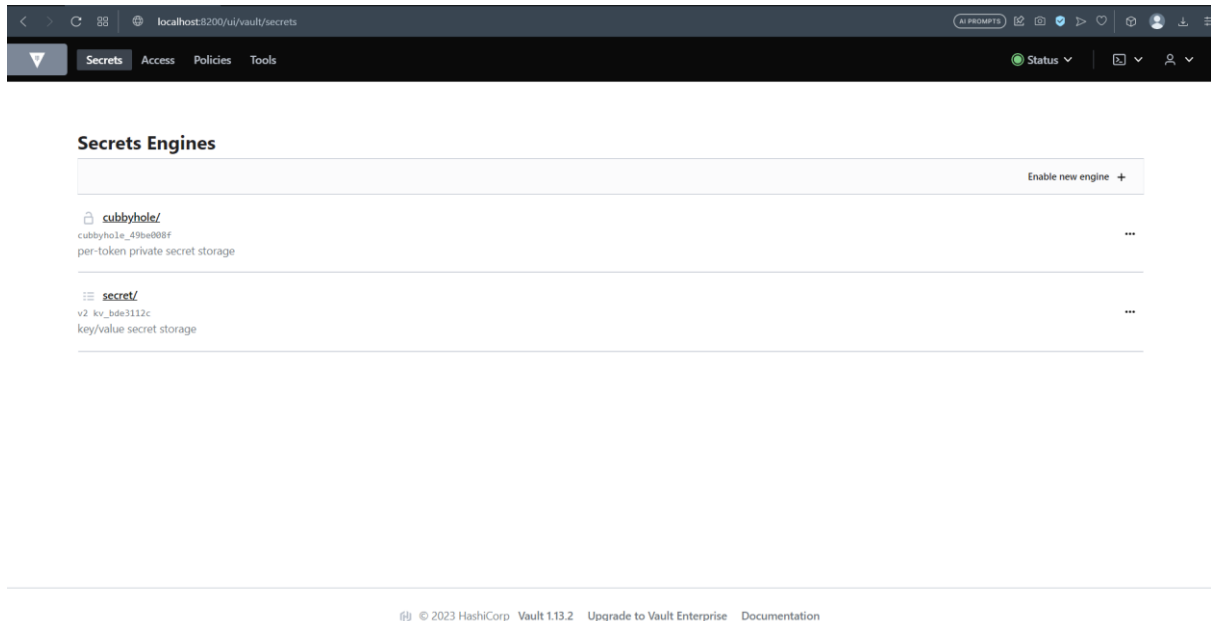 localhost:8200/ui/vault/secrets AI PROMPTS
Secrets Access Policies Tools Status
Secrets Engines
Enable new engine +
cubbyhole/
cubbyhole_49be008f
per-token private secret storage
secret/
v2 kv_bde3112c
key/value secret storage
© 2023 HashiCorp Vault 1.13.2 Upgrade to Vault Enterprise Documentation